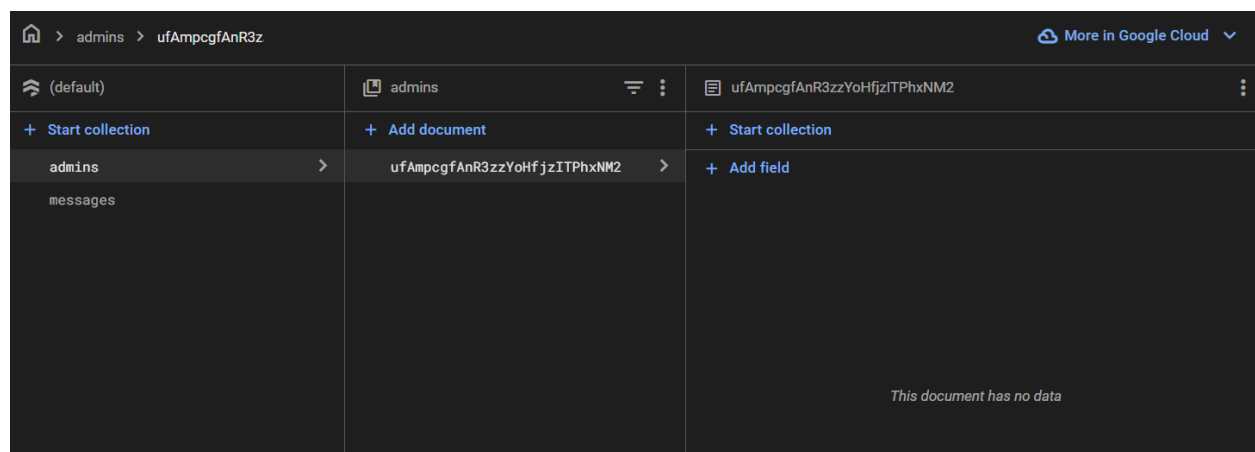 admins > ufAmpcgfAnR3z
More in Google Cloud
(default)
admins
ufAmpcgfAnR3zzYoHfjzITPhxNM2
+ Start collection
+ Add document
+ Start collection
admins
ufAmpcgfAnR3zzYoHfjzITPhxNM2
+ Add field
messages
This document has no data